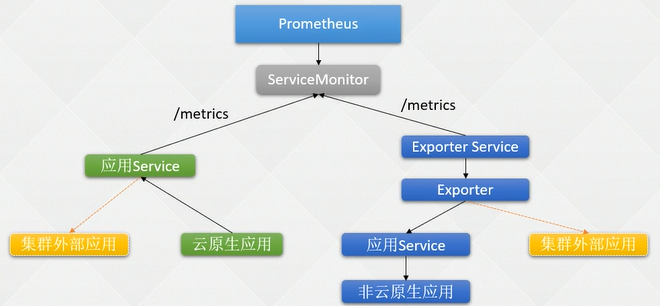 Prometheus
ServiceMonitor
/metrics
/metrics
应用Service
Exporter Service
Exporter
集群外部应用
云原生应用
应用Service
集群外部应用
非云原生应用